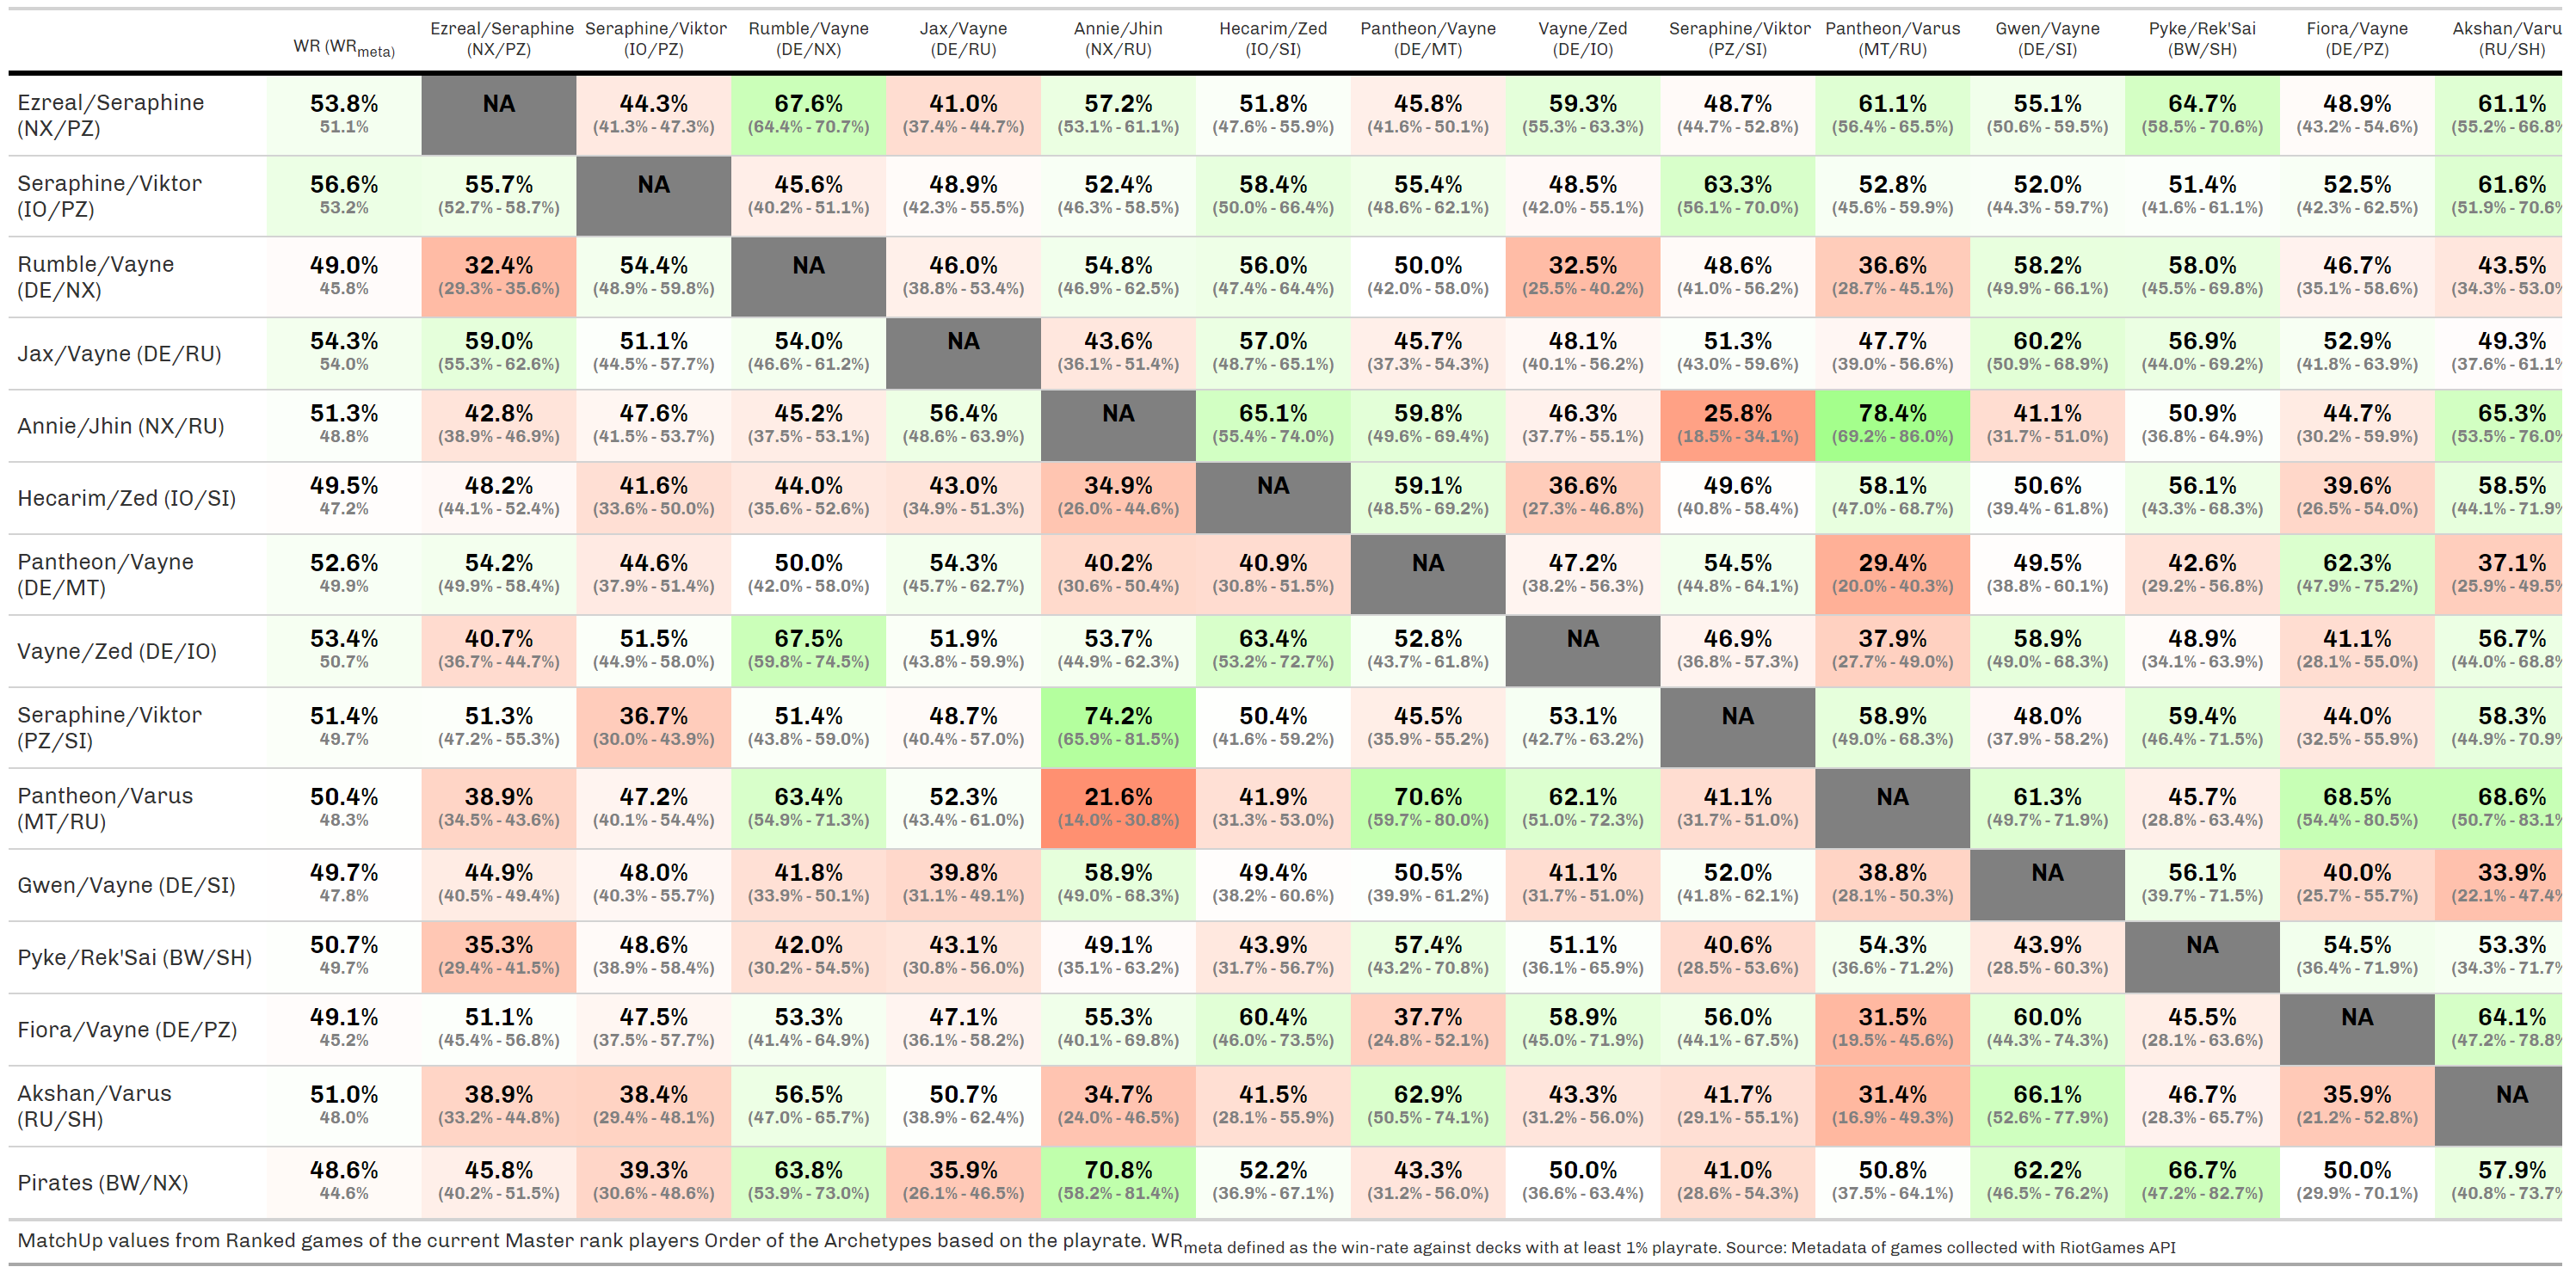 WR (WRmeta) Ezreal/Seraphine (NX/PZ) Seraphine/Viktor (IO/PZ) Rumble/Vayne (DE/NX) Jax/Vayne (DE/RU) Annie/Jhin (NX/RU) Hecarim/Zed (IO/SI) Pantheon/Vayne (DE/MT) Vayne/Zed (DE/IO) Seraphine/Viktor (PZ/SI) Pantheon/Varus (MT/RU) Gwen/Vayne (DE/SI) Pyke/Rek'Sai (BW/SH) Fiora/Vayne (DE/PZ) Akshan/Varu (RU/SH)
Ezreal/Seraphine (NX/PZ) 53.8% NA 44.3% 67.6% 41.0% 57.2% 51.8% 45.8% 59.3% 48.7% 61.1% 55.1% 64.7% 48.9% 61.1%
51.1% (41.3% - 47.3%) (64.4% - 70.7%) (37.4% - 44.7%) (53.1% - 61.1%) (47.6% - 55.9%) (41.6% - 50.1%) (55.3% - 63.3%) (44.7% - 52.8%) (56.4% - 65.5%) (50.6% - 59.5%) (58.5% - 70.6%) (43.2% - 54.6%) (55.2% - 66.8%
Seraphine/Viktor (IO/PZ) 56.6% 55.7% NA 45.6% 48.9% 52.4% 58.4% 55.4% 48.5% 63.3% 52.8% 52.0% 51.4% 52.5% 61.6%
53.2% (52.7% - 58.7%) (40.2% - 51.1%) (42.3% - 55.5%) (46.3% - 58.5%) (50.0% - 66.4%) (48.6% - 62.1%) (42.0% - 55.1%) (56.1% - 70.0%) (45.6% - 59.9%) (44.3% - 59.7%) (41.6% - 61.1%) (42.3% - 62.5%) (51.9% - 70.6%
Rumble/Vayne (DE/NX) 49.0% 32.4% 54.4% NA 46.0% 54.8% 56.0% 50.0% 32.5% 48.6% 36.6% 58.2% 58.0% 46.7% 43.5%
45.8% (29.3% - 35.6%) (48.9% - 59.8%) (38.8% - 53.4%) (46.9% - 62.5%) (47.4% - 64.4%) (42.0% - 58.0%) (25.5% - 40.2%) (41.0% - 56.2%) (28.7% - 45.1%) (49.9% - 66.1%) (45.5% - 69.8%) (35.1% - 58.6%) (34.3% - 53.0%
Jax/Vayne (DE/RU) 54.3% 59.0% 51.1% 54.0% NA 43.6% 57.0% 45.7% 48.1% 51.3% 47.7% 60.2% 56.9% 52.9% 49.3%
54.0% (55.3% - 62.6%) (44.5% - 57.7%) (46.6% - 61.2%) (36.1% - 51.4%) (48.7% - 65.1%) (37.3% - 54.3%) (40.1% - 56.2%) (43.0% - 59.6%) (39.0% - 56.6%) (50.9% - 68.9%) (44.0% - 69.2%) (41.8% - 63.9%) (37.6% - 61.1%
Annie/Jhin (NX/RU) 51.3% 42.8% 47.6% 45.2% 56.4% NA 65.1% 59.8% 46.3% 25.8% 78.4% 41.1% 50.9% 44.7% 65.3%
48.8% (38.9% - 46.9%) (41.5% - 53.7%) (37.5% - 53.1%) (48.6% - 63.9%) (55.4% - 74.0%) (49.6% - 69.4%) (37.7% - 55.1%) (18.5% - 34.1%) (69.2% - 86.0%) (31.7% - 51.0%) (36.8% - 64.9%) (30.2% - 59.9%) (53.5% - 76.0%
Hecarim/Zed (IO/SI) 49.5% 48.2% 41.6% 44.0% 43.0% 34.9% NA 59.1% 36.6% 49.6% 58.1% 50.6% 56.1% 39.6% 58.5%
47.2% (44.1% - 52.4%) (33.6% - 50.0%) (35.6% - 52.6%) (34.9% - 51.3%) (26.0% - 44.6%) (48.5% - 69.2%) (27.3% - 46.8%) (40.8% - 58.4%) (47.0% - 68.7%) (39.4% - 61.8%) (43.3% - 68.3%) (26.5% - 54.0%) (44.1% - 71.9%
Pantheon/Vayne (DE/MT) 52.6% 54.2% 44.6% 50.0% 54.3% 40.2% 40.9% NA 47.2% 54.5% 29.4% 49.5% 42.6% 62.3% 37.1%
49.9% (49.9% - 58.4%) (37.9% - 51.4%) (42.0% - 58.0%) (45.7% - 62.7%) (30.6% - 50.4%) (30.8% - 51.5%) (38.2% - 56.3%) (44.8% - 64.1%) (20.0% - 40.3%) (38.8% - 60.1%) (29.2% - 56.8%) (47.9% - 75.2%) (25.9% - 49.5%
Vayne/Zed (DE/IO) 53.4% 40.7% 51.5% 67.5% 51.9% 53.7% 63.4% 52.8% NA 46.9% 37.9% 58.9% 48.9% 41.1% 56.7%
50.7% (36.7% - 44.7%) (44.9% - 58.0%) (59.8% - 74.5%) (43.8% - 59.9%) (44.9% - 62.3%) (53.2% - 72.7%) (43.7% - 61.8%) (36.8% - 57.3%) (27.7% - 49.0%) (49.0% - 68.3%) (34.1% - 63.9%) (28.1% - 55.0%) (44.0% - 68.8%
Seraphine/Viktor (PZ/SI) 51.4% 51.3% 36.7% 51.4% 48.7% 74.2% 50.4% 45.5% 53.1% NA 58.9% 48.0% 59.4% 44.0% 58.3%
49.7% (47.2% - 55.3%) (30.0% - 43.9%) (43.8% - 59.0%) (40.4% - 57.0%) (65.9% - 81.5%) (41.6% - 59.2%) (35.9% - 55.2%) (42.7% - 63.2%) (49.0% - 68.3%) (37.9% - 58.2%) (46.4% - 71.5%) (32.5% - 55.9%) (44.9% - 70.9%
Pantheon/Varus (MT/RU) 50.4% 38.9% 47.2% 63.4% 52.3% 21.6% 41.9% 70.6% 62.1% 41.1% NA 61.3% 45.7% 68.5% 68.6%
48.3% (34.5% - 43.6%) (40.1% - 54.4%) (54.9% - 71.3%) (43.4% - 61.0%) (14.0% - 30.8%) (31.3% - 53.0%) (59.7% - 80.0%) (51.0% - 72.3%) (31.7% - 51.0%) (49.7% - 71.9%) (28.8% - 63.4%) (54.4% - 80.5%) (50.7% - 83.1%
Gwen/Vayne (DE/SI) 49.7% 44.9% 48.0% 41.8% 39.8% 58.9% 49.4% 50.5% 41.1% 52.0% 38.8% NA 56.1% 40.0% 33.9%
47.8% (40.5% - 49.4%) (40.3% - 55.7%) (33.9% - 50.1%) (31.1% - 49.1%) (49.0% - 68.3%) (38.2% - 60.6%) (39.9% - 61.2%) (31.7% - 51.0%) (41.8% - 62.1%) (28.1% - 50.3%) (39.7% - 71.5%) (25.7% - 55.7%) (22.1% - 47.4%
Pyke/Rek'Sai (BW/SH) 50.7% 35.3% 48.6% 42.0% 43.1% 49.1% 43.9% 57.4% 51.1% 40.6% 54.3% 43.9% NA 54.5% 53.3%
49.7% (29.4% - 41.5%) (38.9% - 58.4%) (30.2% - 54.5%) (30.8% - 56.0%) (35.1% - 63.2%) (31.7% - 56.7%) (43.2% - 70.8%) (36.1% - 65.9%) (28.5% - 53.6%) (36.6% - 71.2%) (28.5% - 60.3%) (36.4% - 71.9%) (34.3% - 71.7%
Fiora/Vayne (DE/PZ) 49.1% 51.1% 47.5% 53.3% 47.1% 55.3% 60.4% 37.7% 58.9% 56.0% 31.5% 60.0% 45.5% NA 64.1%
45.2% (45.4% - 56.8%) (37.5% - 57.7%) (41.4% - 64.9%) (36.1% - 58.2%) (40.1% - 69.8%) (46.0% - 73.5%) (24.8% - 52.1%) (45.0% - 71.9%) (44.1% - 67.5%) (19.5% - 45.6%) (44.3% - 74.3%) (28.1% - 63.6%) (47.2% - 78.8%
Akshan/Varus (RU/SH) 51.0% 38.9% 38.4% 56.5% 50.7% 34.7% 41.5% 62.9% 43.3% 41.7% 31.4% 66.1% 46.7% 35.9% NA
48.0% (33.2% - 44.8%) (29.4% - 48.1%) (47.0% - 65.7%) (38.9% - 62.4%) (24.0% - 46.5%) (28.1% - 55.9%) (50.5% - 74.1%) (31.2% - 56.0%) (29.1% - 55.1%) (16.9% - 49.3%) (52.6% - 77.9%) (28.3% - 65.7%) (21.2% - 52.8%)
Pirates (BW/NX) 48.6% 45.8% 39.3% 63.8% 35.9% 70.8% 52.2% 43.3% 50.0% 41.0% 50.8% 62.2% 66.7% 50.0% 57.9%
44.6% (40.2% - 51.5%) (30.6% - 48.6%) (53.9% - 73.0%) (26.1% - 46.5%) (58.2% - 81.4%) (36.9% - 67.1%) (31.2% - 56.0%) (36.6% - 63.4%) (28.6% - 54.3%) (37.5% - 64.1%) (46.5% - 76.2%) (47.2% - 82.7%) (29.9% - 70.1%) (40.8% - 73.7%
MatchUp values from Ranked games of the current Master rank players Order of the Archetypes based on the playrate. WRmeta defined as the win-rate against decks with at least 1% playrate. Source: Metadata of games collected with RiotGames API